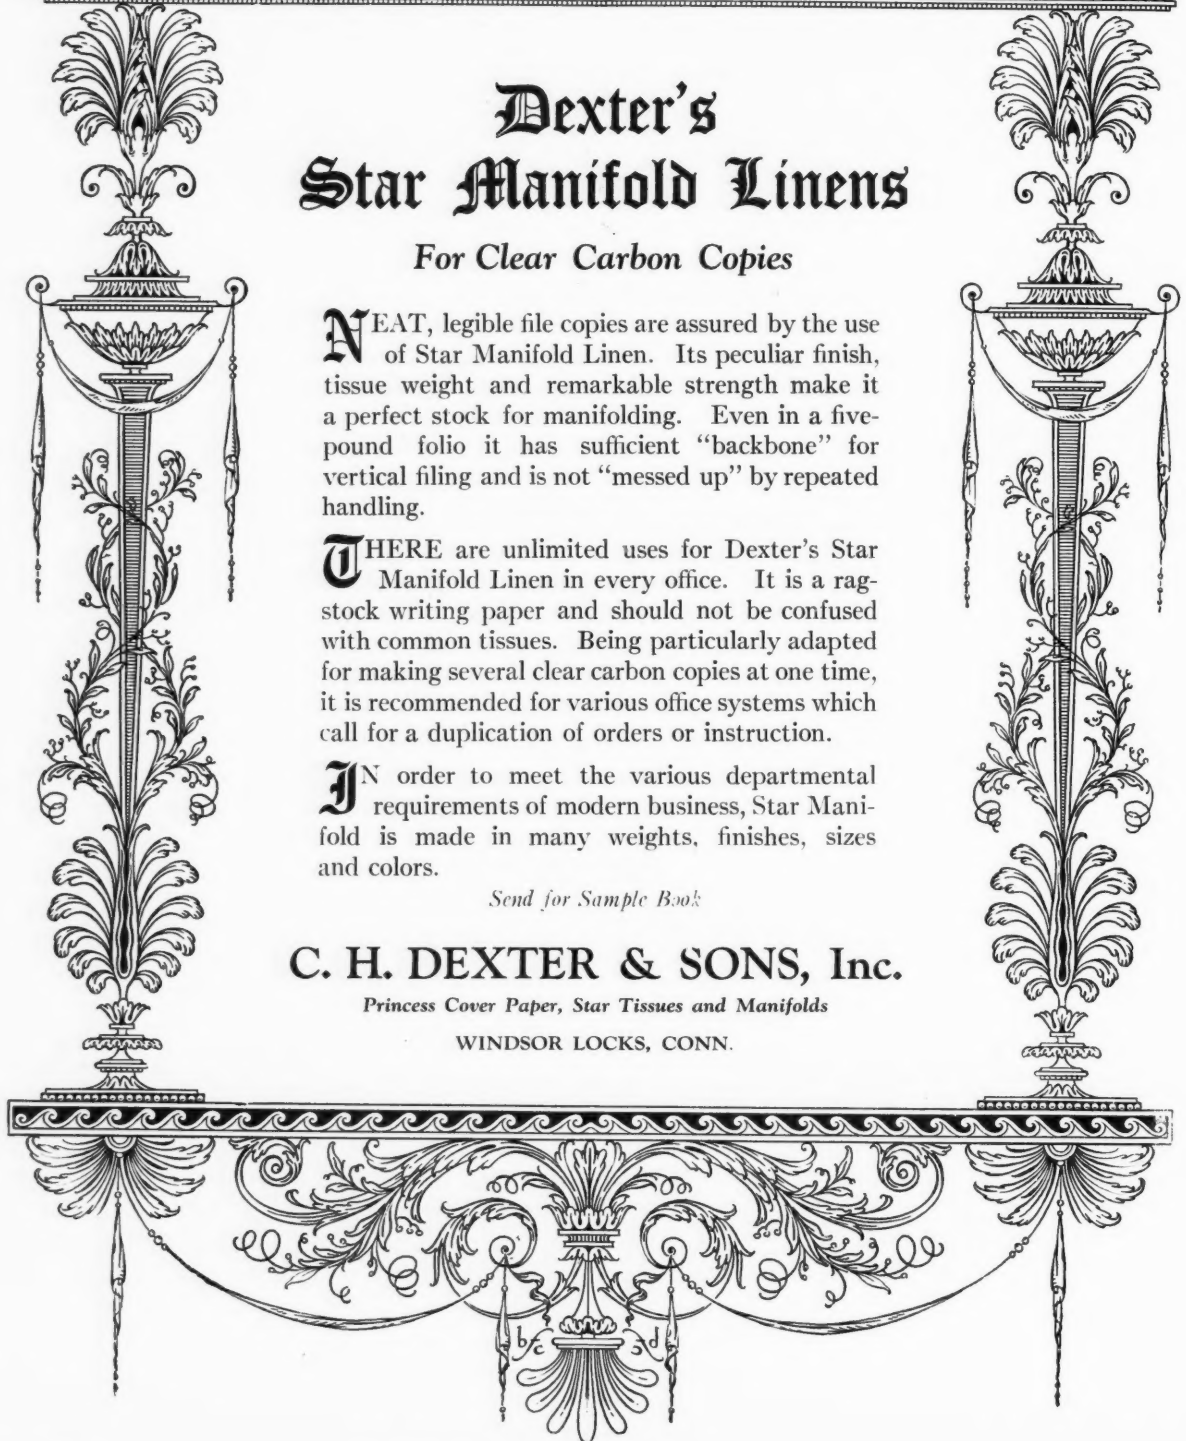 Dexter's
Star Manifold Linens
For Clear Carbon Copies
NEAT, legible file copies are assured by the use
of Star Manifold Linen. Its peculiar finish,
tissue weight and remarkable strength make it
a perfect stock for manifolding. Even in a five-
pound folio it has sufficient "backbone" for
vertical filing and is not "messed up" by repeated
handling.
THERE are unlimited uses for Dexter's Star
Manifold Linen in every office. It is a rag-
stock writing paper and should not be confused
with common tissues. Being particularly adapted
for making several clear carbon copies at one time,
it is recommended for various office systems which
call for a duplication of orders or instruction.
IN order to meet the various departmental
requirements of modern business, Star Mani-
fold is made in many weights, finishes, sizes
and colors.
Send for Sample Book
C. H. DEXTER & SONS, Inc.
Princess Cover Paper, Star Tissues and Manifolds
WINDSOR LOCKS, CONN.